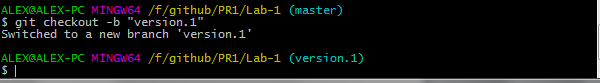 ALEX@ALEX-PC MINGW64 /f/github/PR1/Lab-1 (master)
$ git checkout -b "version.1"
Switched to a new branch 'version.1'
ALEX@ALEX-PC MINGW64 /f/github/PR1/Lab-1 (version.1)
$